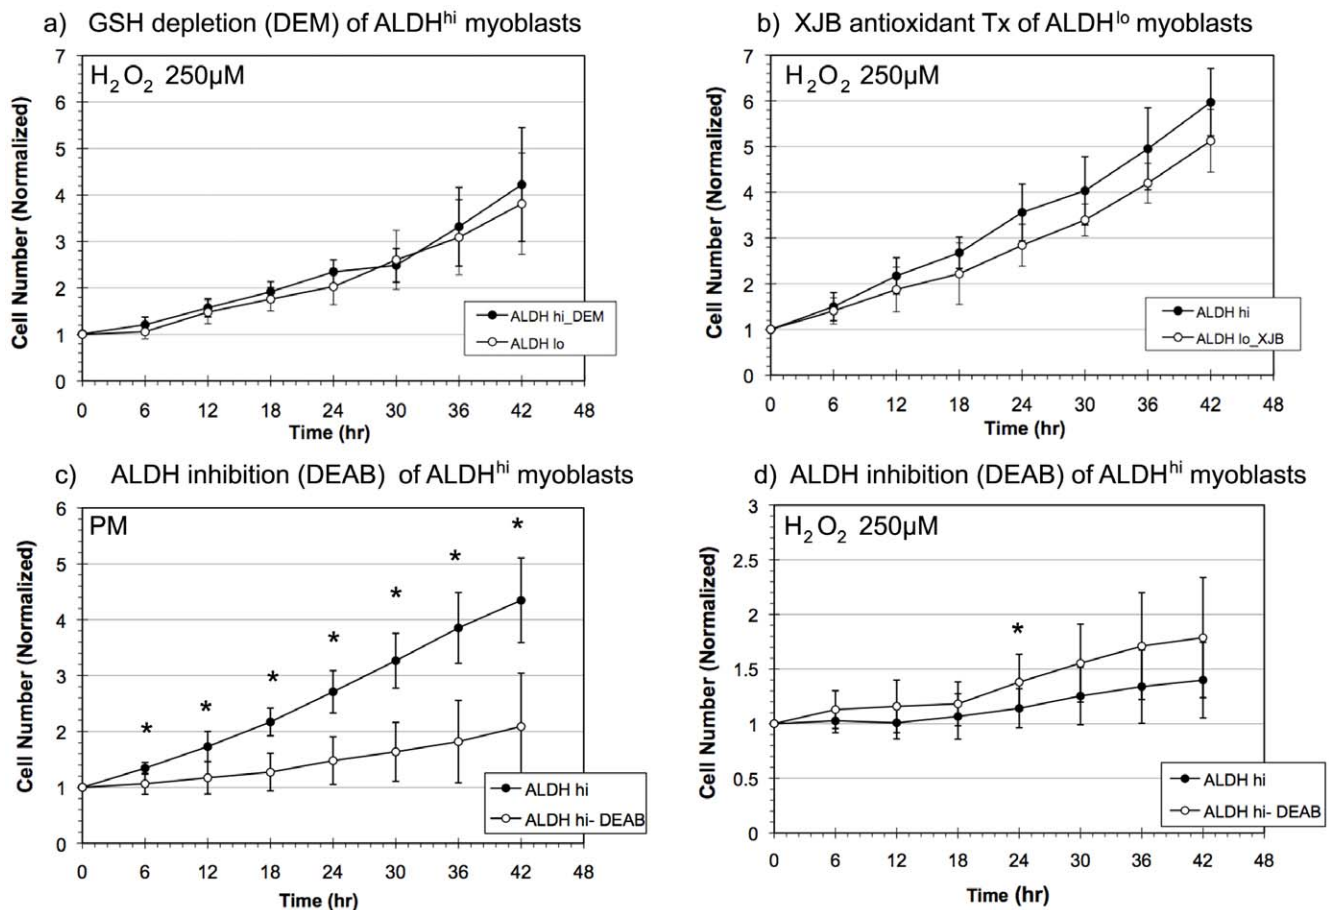 a) GSH depletion (DEM) of ALDHʰⁱ myoblasts
H₂O₂ 250µM
Cell Number (Normalized)
7
6
5
4
3
2
1
0
ALDH hi_DEM
ALDH lo
0 6 12 18 24 30 36 42 48
Time (hr)
b) XJB antioxidant Tx of ALDHˡᵒ myoblasts
H₂O₂ 250µM
Cell Number (Normalized)
7
6
5
4
3
2
1
0
ALDH hi
ALDH lo_XJB
0 6 12 18 24 30 36 42 48
Time (hr)
c) ALDH inhibition (DEAB) of ALDHʰⁱ myoblasts
PM
Cell Number (Normalized)
6
5
4
3
2
1
0
* * * * * * *
ALDH hi
ALDH hi- DEAB
0 6 12 18 24 30 36 42 48
Time (hr)
d) ALDH inhibition (DEAB) of ALDHʰⁱ myoblasts
H₂O₂ 250µM
Cell Number (Normalized)
3
2.5
2
1.5
1
0.5
0
*
ALDH hi
ALDH hi- DEAB
0 6 12 18 24 30 36 42 48
Time (hr)